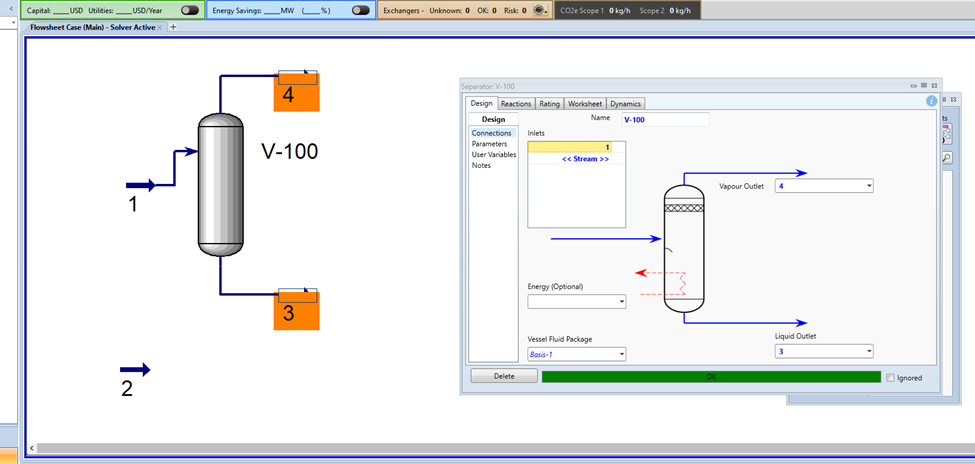 Capital: ____USD Utilities: ____USD/Year
Energy Savings: ____MW (____%)
Exchangers - Unknown: 0 OK: 0 Risk: 0
CO2e Scope 1 0 kg/h Scope 2 0 kg/h
Flowsheet Case (Main) - Solver Active × +
4
V-100
1
3
2
Separator: V-100
Design Reactions Rating Worksheet Dynamics
Design
Connections
Parameters
User Variables
Notes
Name V-100
Inlets
1
<< Stream >>
Vapour Outlet 4
Energy (Optional)
Vessel Fluid Package
Basis-1
Liquid Outlet
3
Delete OK Ignored